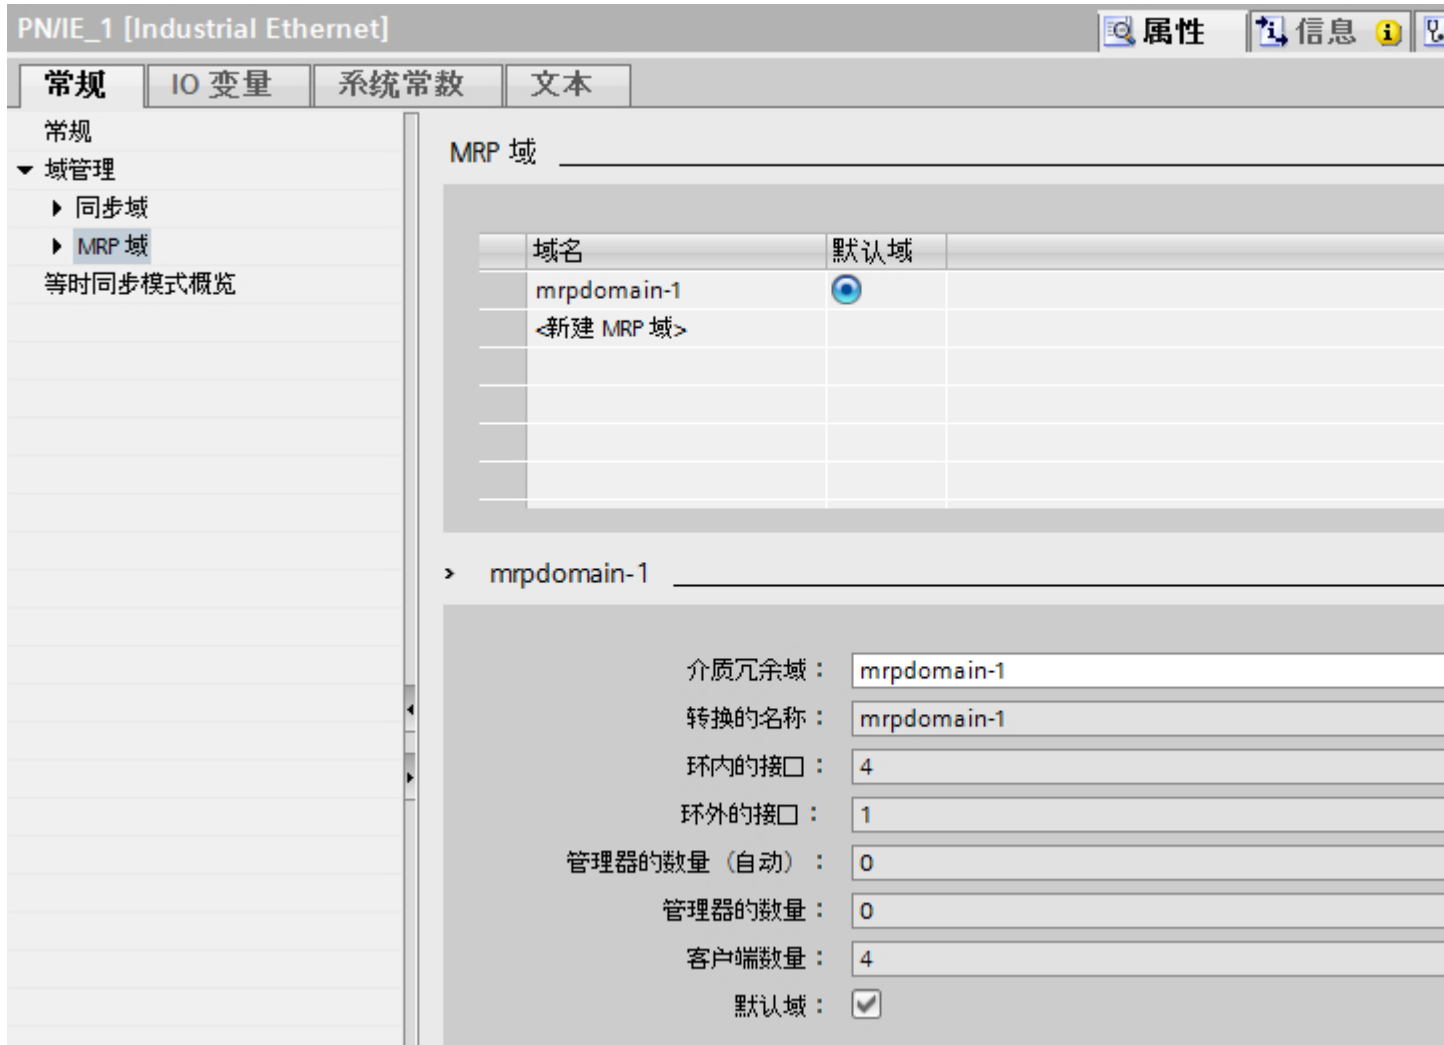 PN/IE_1 [Industrial Ethernet]
属性
信息
常规
IO 变量
系统常数
文本
常规
域管理
同步域
MRP 域
等时同步模式概览
MRP 域
域名
默认域
mrpdomain-1
<新建 MRP 域>
mrpdomain-1
介质冗余域： mrpdomain-1
转换的名称： mrpdomain-1
环内的接口： 4
环外的接口： 1
管理器的数量（自动）： 0
管理器的数量： 0
客户端数量： 4
默认域：